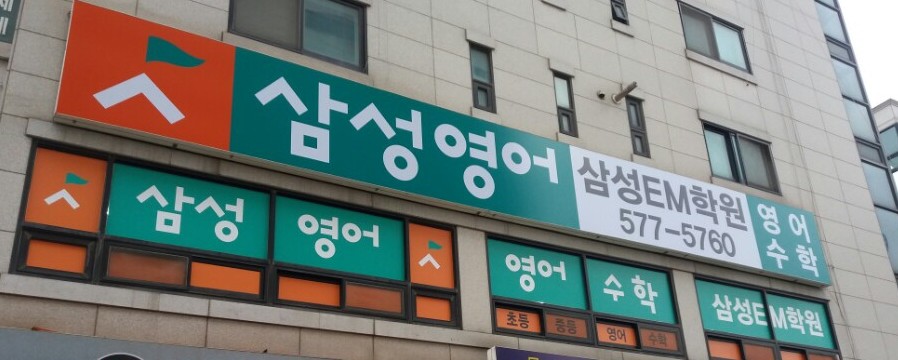 삼성영어
삼성EM학원
577-5760
영어
수학
삼성 영어
영어 수학
초등 중등 영어 수학
삼성EM학원